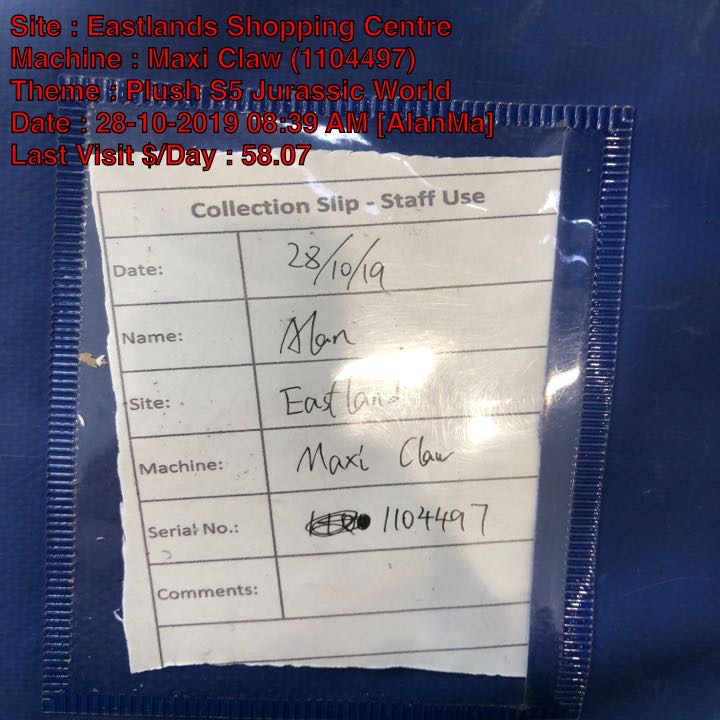 Site : Eastlands Shopping Centre
Machine : Maxi Claw (1104497)
Theme : Plush S5 Jurassic World
Date : 28-10-2019 08:39 AM [AlanMa]
Last Visit $/Day : 58.07
Collection Slip - Staff Use
Date: 28/10/19
Name: Alan
Site: Eastland
Machine: Maxi Claw
Serial No.: 1104497
Comments: